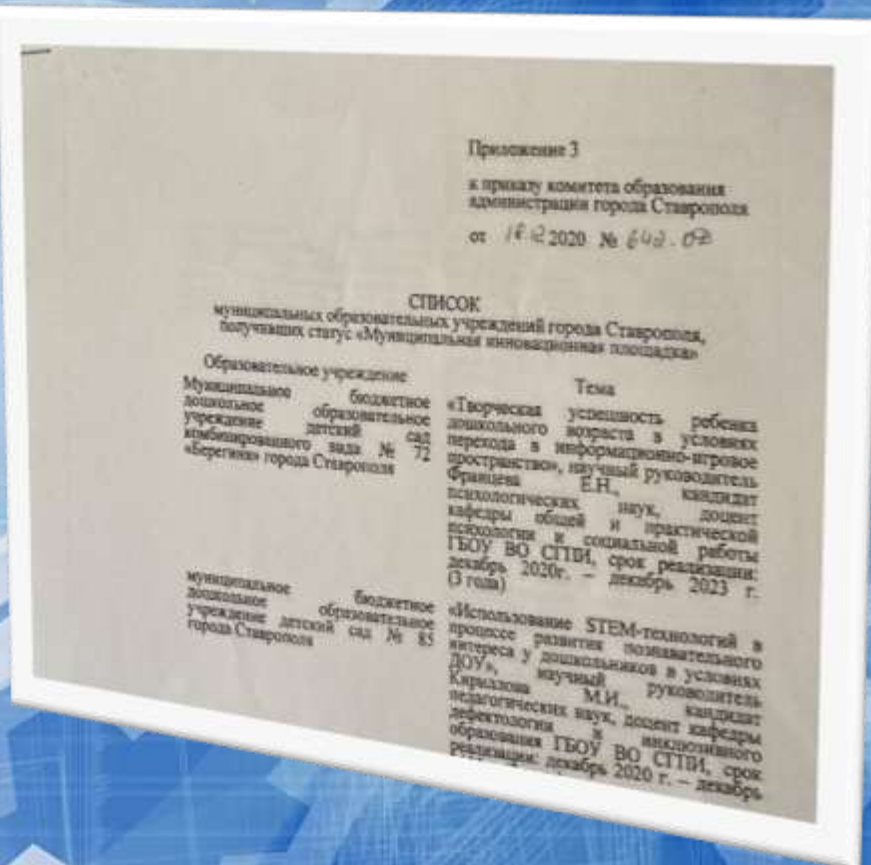 Приложение 3
к приказу комитета образования
администрации города Ставрополя
от 18.12 2020 № 642-ОД
СПИСОК
муниципальных образовательных учреждений города Ставрополя,
получивших статус «Муниципальная инновационная площадка»
Образовательное учреждение
Муниципальное бюджетное
дошкольное образовательное
учреждение детский сад
комбинированного вида № 72
«Берегиня» города Ставрополя
Тема
«Творческая успешность ребенка
дошкольного возраста в условиях
перехода в информационно-игровое
пространство», научный руководитель
Францева Е.Н., кандидат
психологических наук, доцент
кафедры общей и практической
психологии и социальной работы
ГБОУ ВО СГПИ, срок реализации:
декабрь 2020г. – декабрь 2023 г.
(3 года)
муниципальное бюджетное
дошкольное образовательное
учреждение детский сад № 85
города Ставрополя
«Использование STEM-технологий в
процессе развития познавательного
интереса у дошкольников в условиях
ДОУ», научный руководитель
Кириллова М.И., кандидат
педагогических наук, доцент кафедры
дефектологии и инклюзивного
образования ГБОУ ВО СГПИ, срок
реализации: декабрь 2020 г. – декабрь